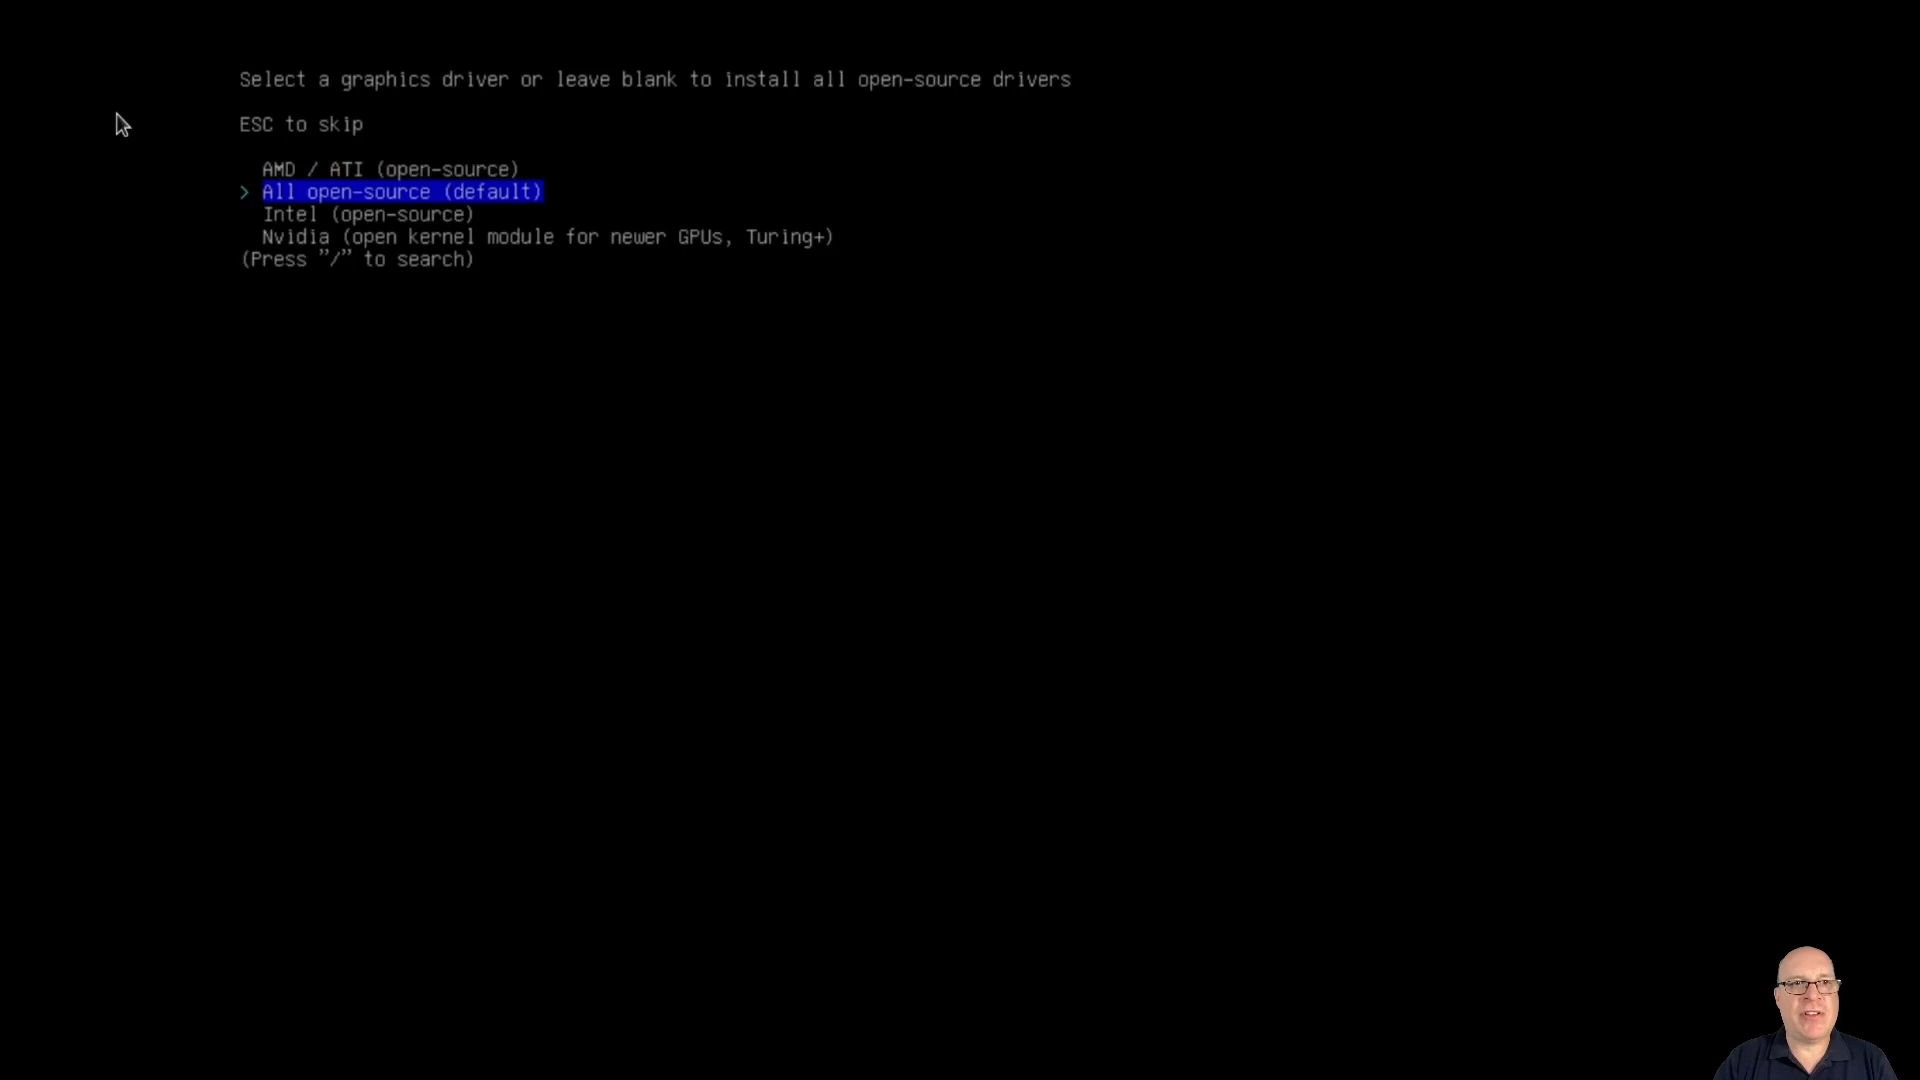 Select a graphics driver or leave blank to install all open-source drivers
ESC to skip
AMD / ATI (open-source)
> All open-source (default)
Intel (open-source)
Nvidia (open kernel module for newer GPUs, Turing+)
(Press "/" to search)